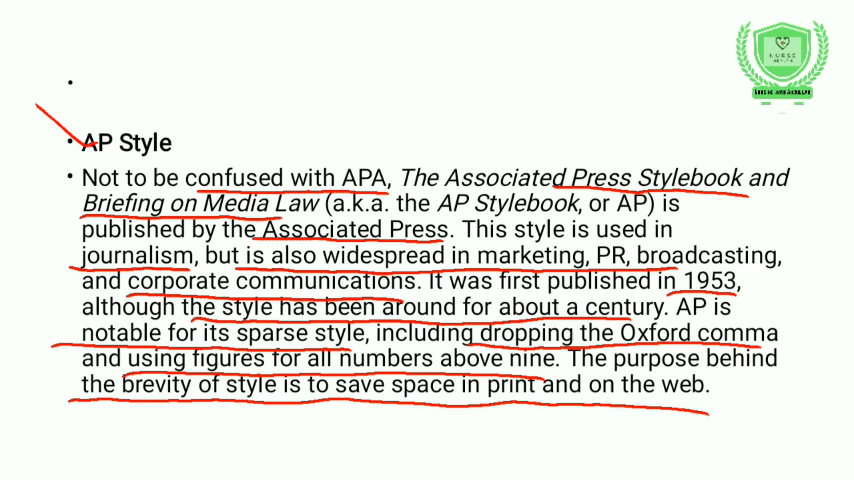 NURSE
• AP Style
• Not to be confused with APA, The Associated Press Stylebook and
Briefing on Media Law (a.k.a. the AP Stylebook, or AP) is
published by the Associated Press. This style is used in
journalism, but is also widespread in marketing, PR, broadcasting,
and corporate communications. It was first published in 1953,
although the style has been around for about a century. AP is
notable for its sparse style, including dropping the Oxford comma
and using figures for all numbers above nine. The purpose behind
the brevity of style is to save space in print and on the web.